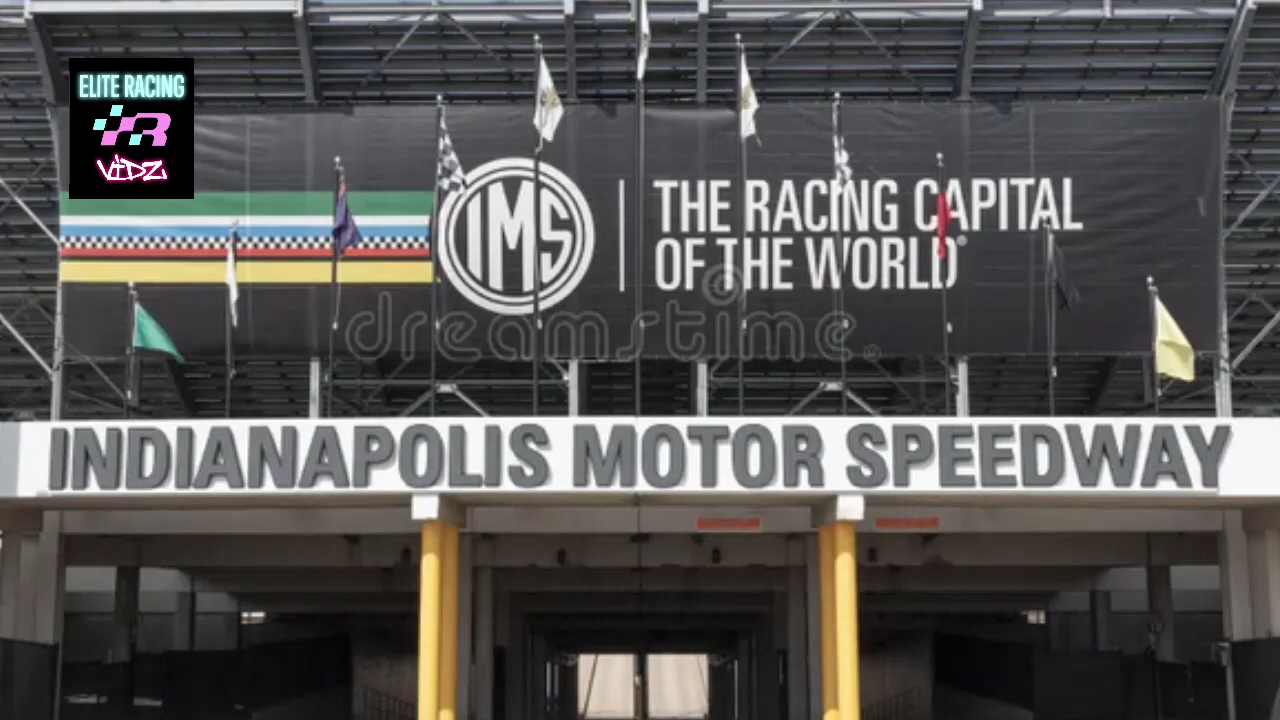 ELITE RACING
VIDZ
IMS
THE RACING CAPITAL
OF THE WORLD®
dreamstime.
INDIANAPOLIS MOTOR SPEEDWAY